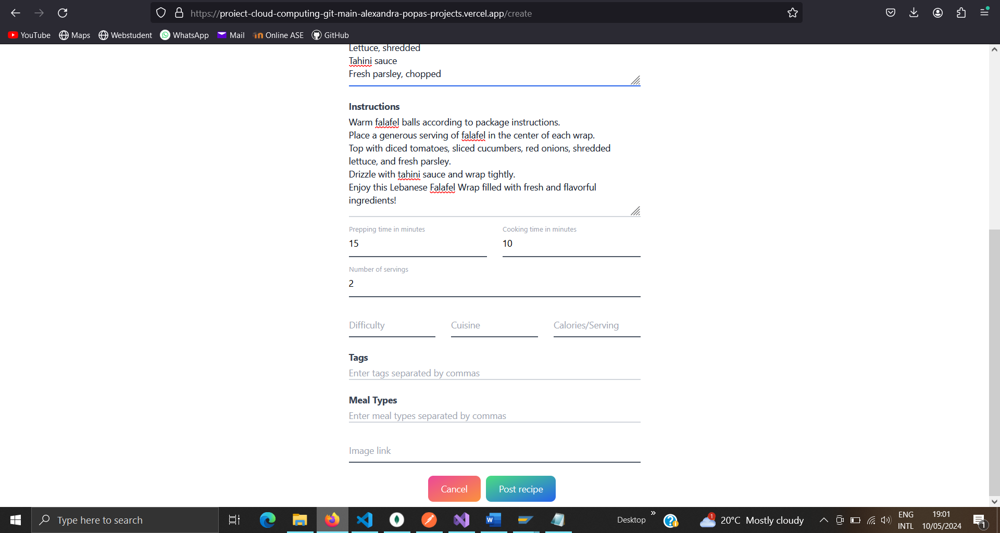 https://proiect-cloud-computing-git-main-alexandra-popas-projects.vercel.app/create
YouTube Maps Webstudent WhatsApp Mail Online ASE GitHub
Lettuce, shredded
Tahini sauce
Fresh parsley, chopped
Instructions
Warm falafel balls according to package instructions.
Place a generous serving of falafel in the center of each wrap.
Top with diced tomatoes, sliced cucumbers, red onions, shredded
lettuce, and fresh parsley.
Drizzle with tahini sauce and wrap tightly.
Enjoy this Lebanese Falafel Wrap filled with fresh and flavorful
ingredients!
Prepping time in minutes Cooking time in minutes
15 10
Number of servings
2
Difficulty Cuisine Calories/Serving
Tags
Enter tags separated by commas
Meal Types
Enter meal types separated by commas
Image link
Cancel Post recipe
Type here to search Desktop 1 20°C Mostly cloudy ENG 19:01
INTL 10/05/2024 1